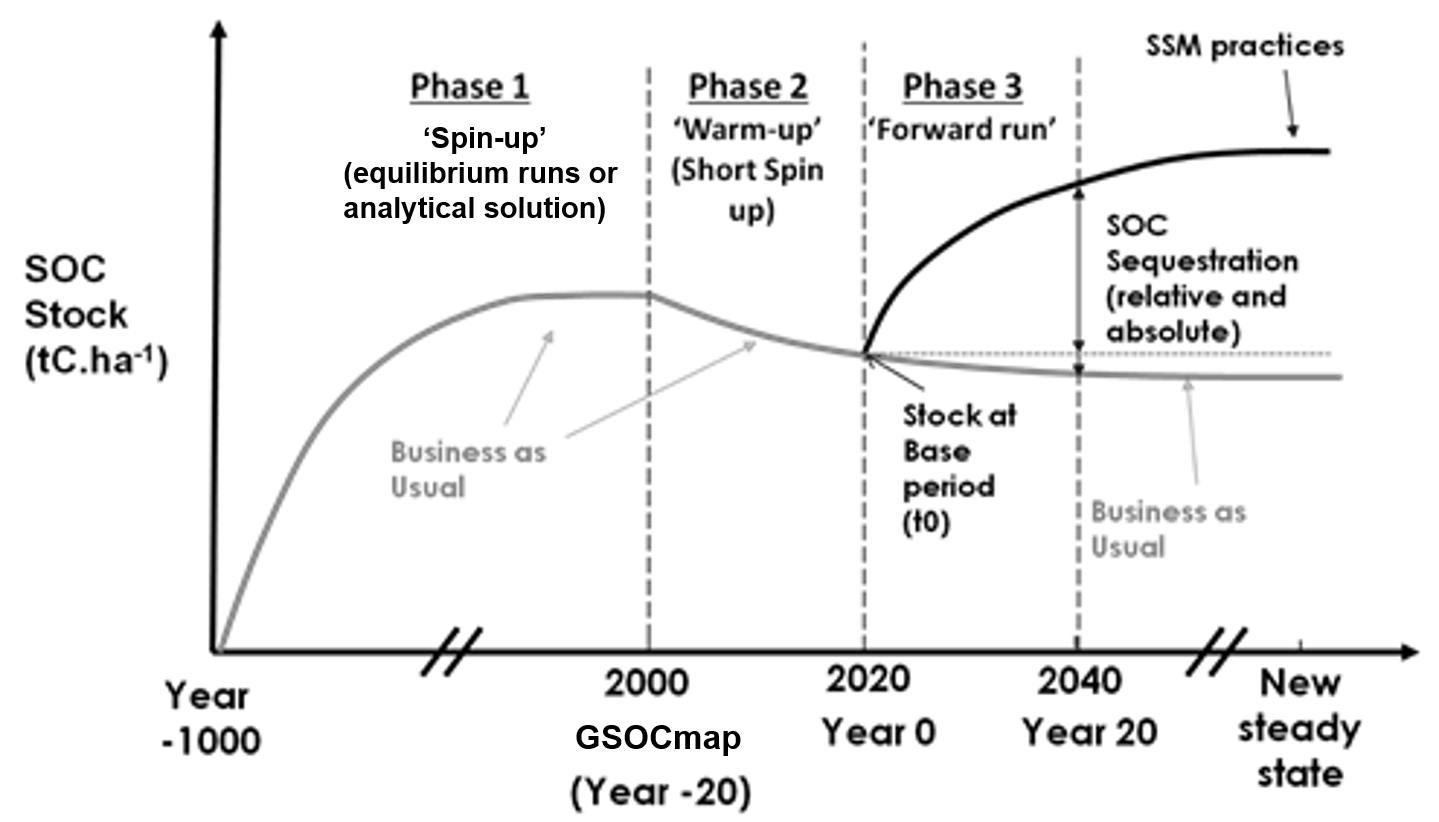 Phase 1
‘Spin-up’
(equilibrium runs or
analytical solution)
Phase 2
‘Warm-up’
(Short Spin
up)
Phase 3
‘Forward run’
SSM practices
SOC
Stock
(tC.ha-1)
SOC
Sequestration
(relative and
absolute)
Business as
Usual
Stock at
Base
period
(t0)
Business as
Usual
Year
-1000
2000
GSOCmap
(Year -20)
2020
Year 0
2040
Year 20
New
steady
state